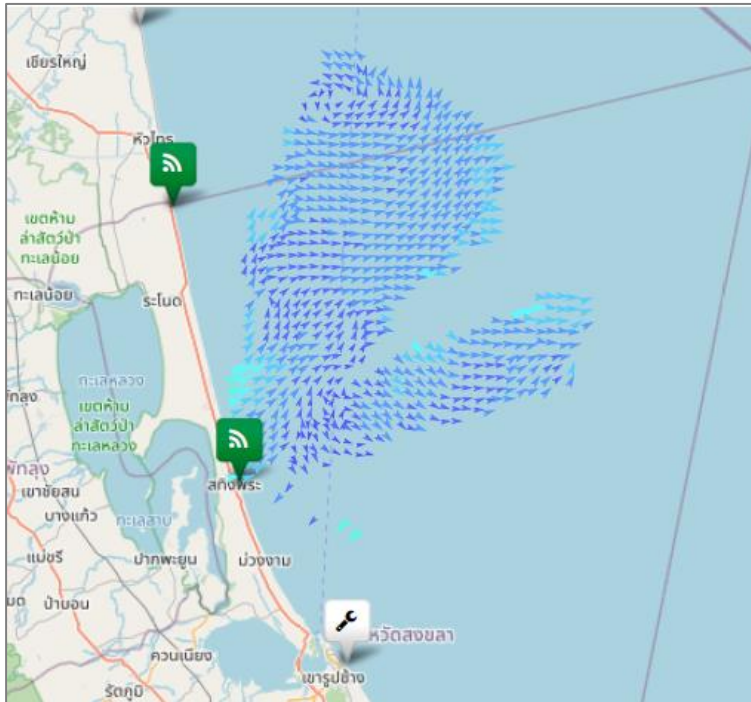 เชียรใหญ่
หัวไทร
เขตห้าม
ล่าสัตว์ป่า
ทะเลน้อย
ทะเลน้อย
ระโนด
ทะเลหลวง
เขตห้าม
ล่าสัตว์ป่า
ทะเลหลวง
พัทลุง
สทิงพระ
เขาชัยสน
บางแก้ว
ทะเลสาบ
แม่ขรี
ปากพะยูน
ม่วงงาม
ป่าบอน
หวัดสงขลา
ควนเนียง
เขารูปช้าง
รัตภูมิ